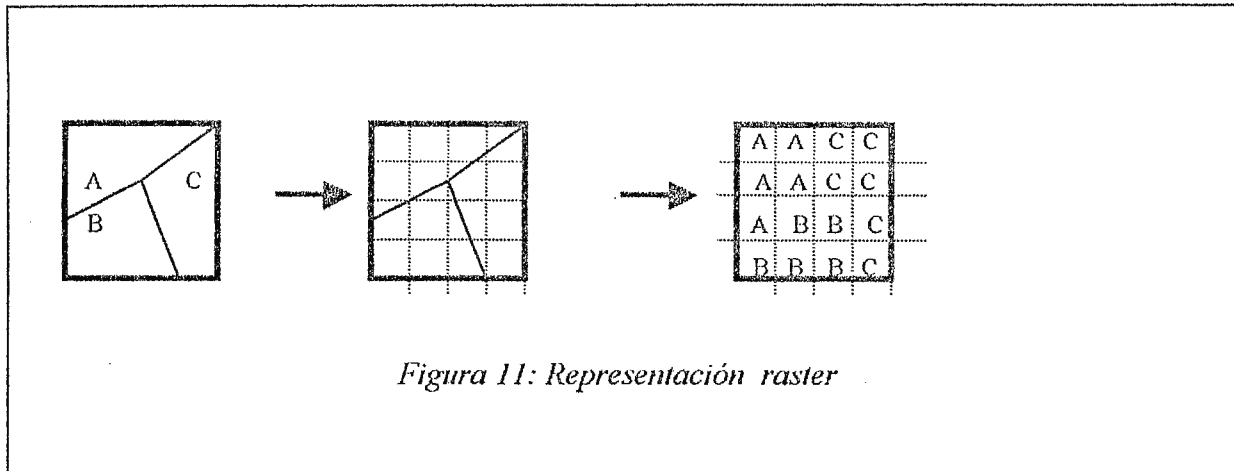 A
C
B
A A C C
A A C C
A B B C
B B B C
Figura 11: Representación raster